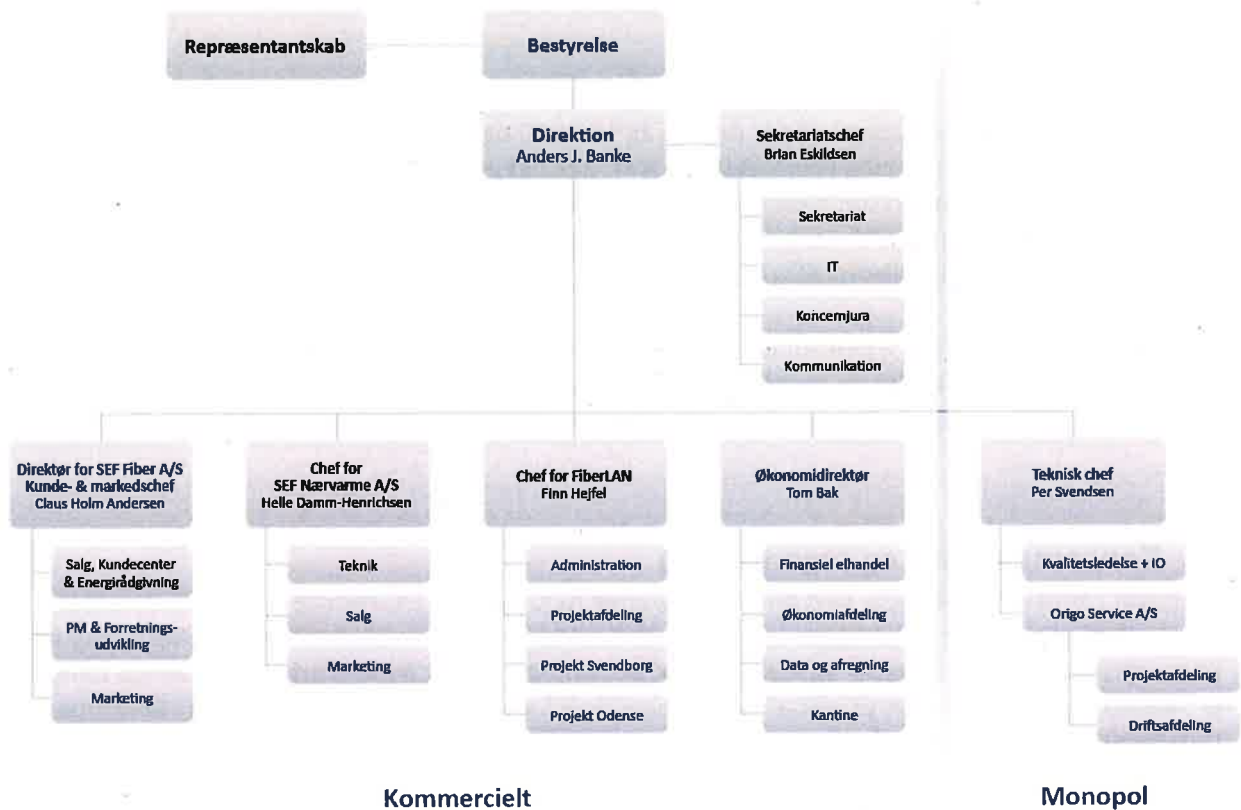 Repræsentantskab
Bestyrelse
Direktion
Anders J. Banke
Sekretariatschef
Brian Eskildsen
Sekretariat
IT
Koncernjura
Kommunikation
Direktør for SEF Fiber A/S
Kunde- & markedschef
Claus Holm Andersen
Salg, Kundecenter
& Energirådgivning
PM & Forretnings-
udvikling
Marketing
Chef for
SEF Nærvarme A/S
Helle Damm-Henrichsen
Teknik
Salg
Marketing
Chef for FiberLAN
Finn Hejfel
Administration
Projektafdeling
Projekt Svendborg
Projekt Odense
Økonomidirektør
Tom Bak
Finansiel elhandel
Økonomiafdeling
Data og afregning
Kantine
Teknisk chef
Per Svendsen
Kvalitetsledelse + IO
Origo Service A/S
Projektafdeling
Driftsafdeling
Kommercielt
Monopol